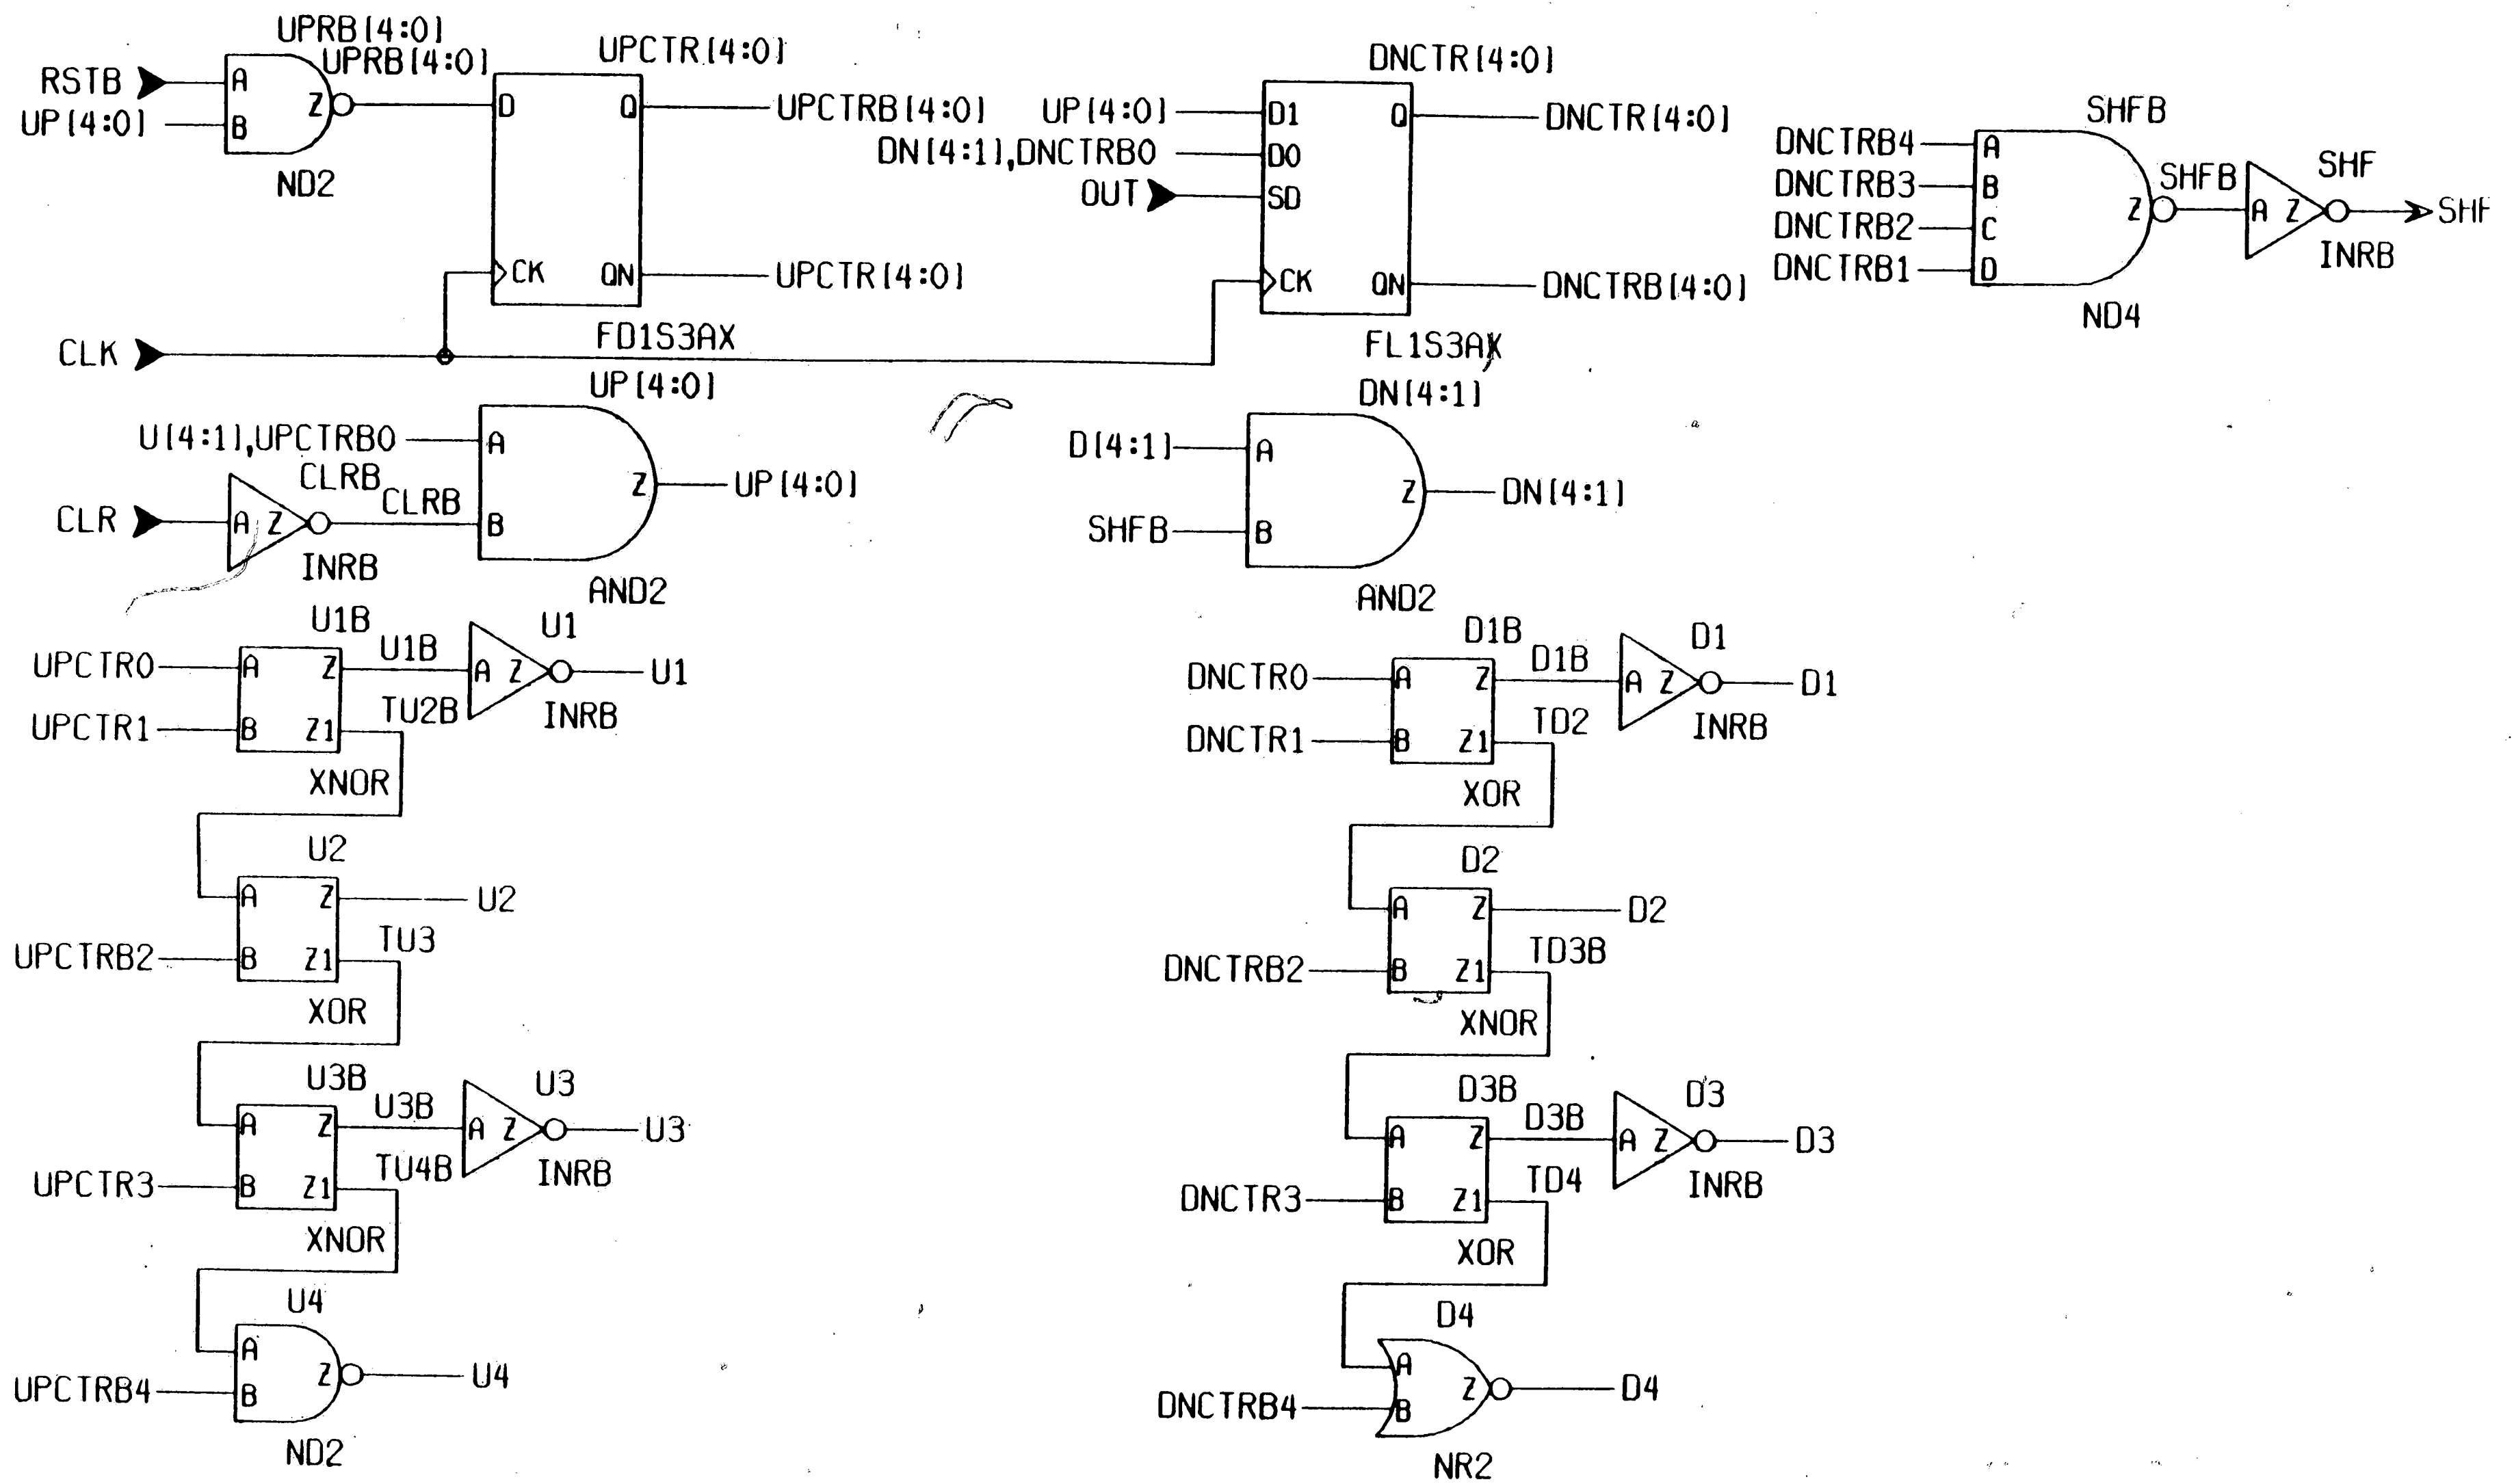 UPRB[4:0]
UPRB[4:0]
RSTB
A
Z
UP[4:0]
B
ND2
UPCTR[4:0]
D
Q
UPCTRB[4:0]
CK
QN
UPCTR[4:0]
FD1S3AX
CLK
DNCTR[4:0]
UP[4:0]
D1
Q
DNCTR[4:0]
DN[4:1],DNCTRB0
D0
OUT
SD
CK
QN
DNCTRB[4:0]
FL1S3AX
SHFB
DNCTRB4
A
DNCTRB3
B
DNCTRB2
C
DNCTRB1
D
Z
ND4
SHFB
SHF
A Z
SHF
INRB
UP[4:0]
U[4:1],UPCTRB0
A
CLRB
CLRB
CLR
A Z
INRB
B
Z
UP[4:0]
AND2
DN[4:1]
D[4:1]
A
Z
DN[4:1]
SHFB
B
AND2
U1B
UPCTR0
A
Z
U1B
U1
A Z
U1
INRB
UPCTR1
B
Z1
TU2B
XNOR
U2
A
Z
U2
UPCTRB2
B
Z1
TU3
XOR
U3B
A
Z
U3B
U3
A Z
U3
INRB
UPCTR3
B
Z1
TU4B
XNOR
U4
A
Z
U4
UPCTRB4
B
ND2
D1B
DNCTR0
A
Z
D1B
D1
A Z
D1
INRB
DNCTR1
B
Z1
TD2
XOR
D2
A
Z
D2
DNCTRB2
B
Z1
TD3B
XNOR
D3B
A
Z
D3B
D3
A Z
D3
INRB
DNCTR3
B
Z1
TD4
XOR
D4
A
Z
D4
DNCTRB4
B
NR2